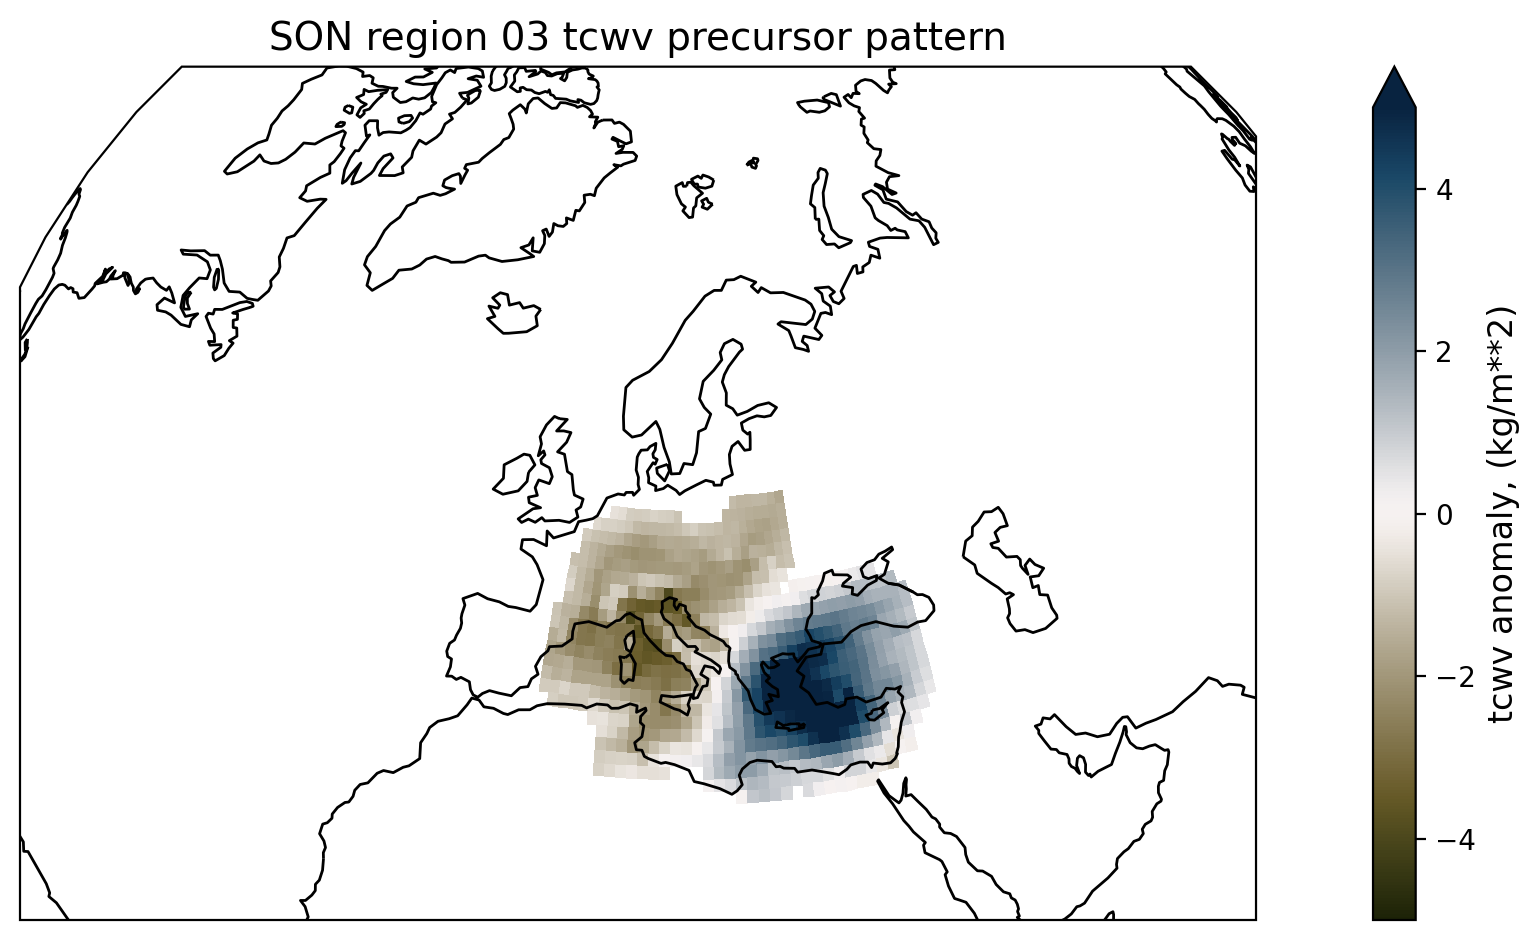 SON region 03 tcwv precursor pattern
4
2
0
−2
−4
tcwv anomaly, (kg/m**2)